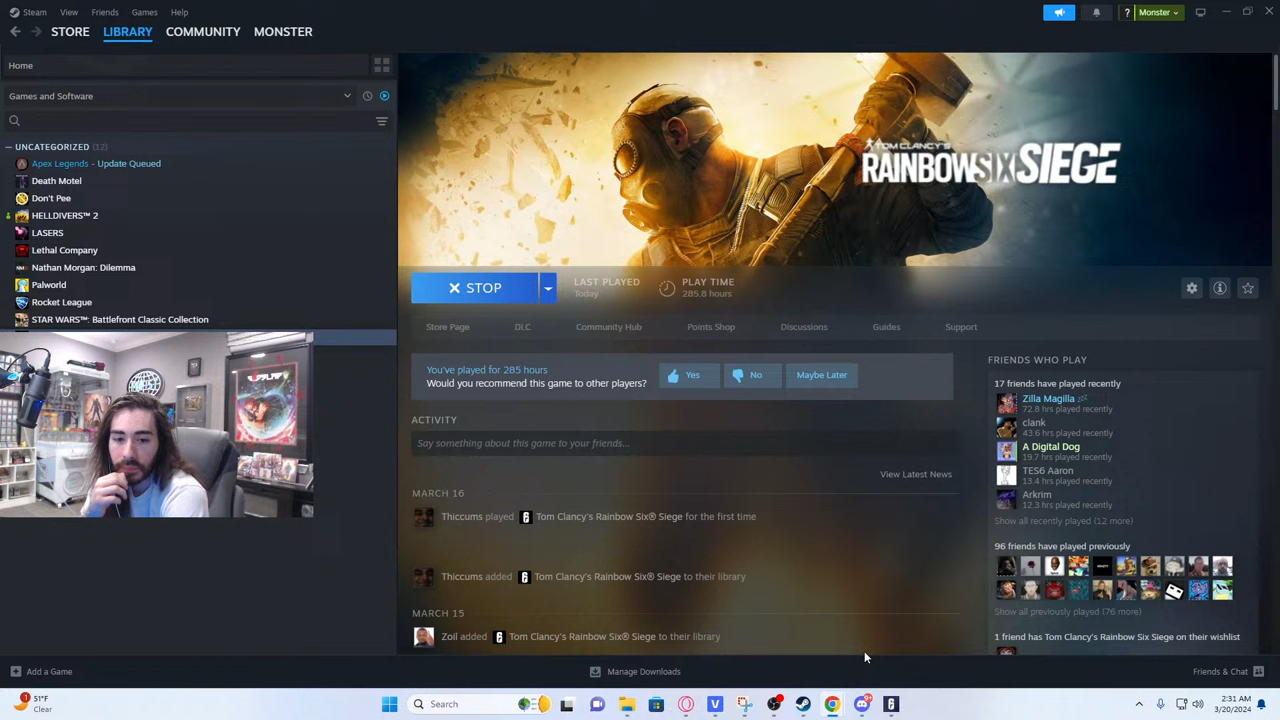 Steam View Friends Games Help
? Monster
STORE LIBRARY COMMUNITY MONSTER
Home
Games and Software
UNCATEGORIZED (12)
Apex Legends - Update Queued
Death Motel
Don't Pee
HELLDIVERS 2
LASERS
Lethal Company
Nathan Morgan: Dilemma
Palworld
Rocket League
STAR WARS™: Battlefront Classic Collection
TOM CLANCY'S
RAINBOWSIX SIEGE
STOP
LAST PLAYED
Today
PLAY TIME
285.8 hours
Store Page DLC Community Hub Points Shop Discussions Guides Support
You've played for 285 hours
Would you recommend this game to other players?
Yes No Maybe Later
ACTIVITY
Say something about this game to your friends...
View Latest News
MARCH 16
Thiccums played Tom Clancy's Rainbow Six® Siege for the first time
Thiccums added Tom Clancy's Rainbow Six® Siege to their library
MARCH 15
Zoil added Tom Clancy's Rainbow Six® Siege to their library
FRIENDS WHO PLAY
17 friends have played recently
Zilla Magilla
72.8 hrs played recently
clank
43.6 hrs played recently
A Digital Dog
19.7 hrs played recently
TES6 Aaron
13.4 hrs played recently
Arkrim
12.3 hrs played recently
Show all recently played (12 more)
96 friends have played previously
Show all previously played (76 more)
1 friend has Tom Clancy's Rainbow Six Siege on their wishlist
Add a Game
Manage Downloads
Friends & Chat
51°F
Clear
Search
2:31 AM
3/20/2024